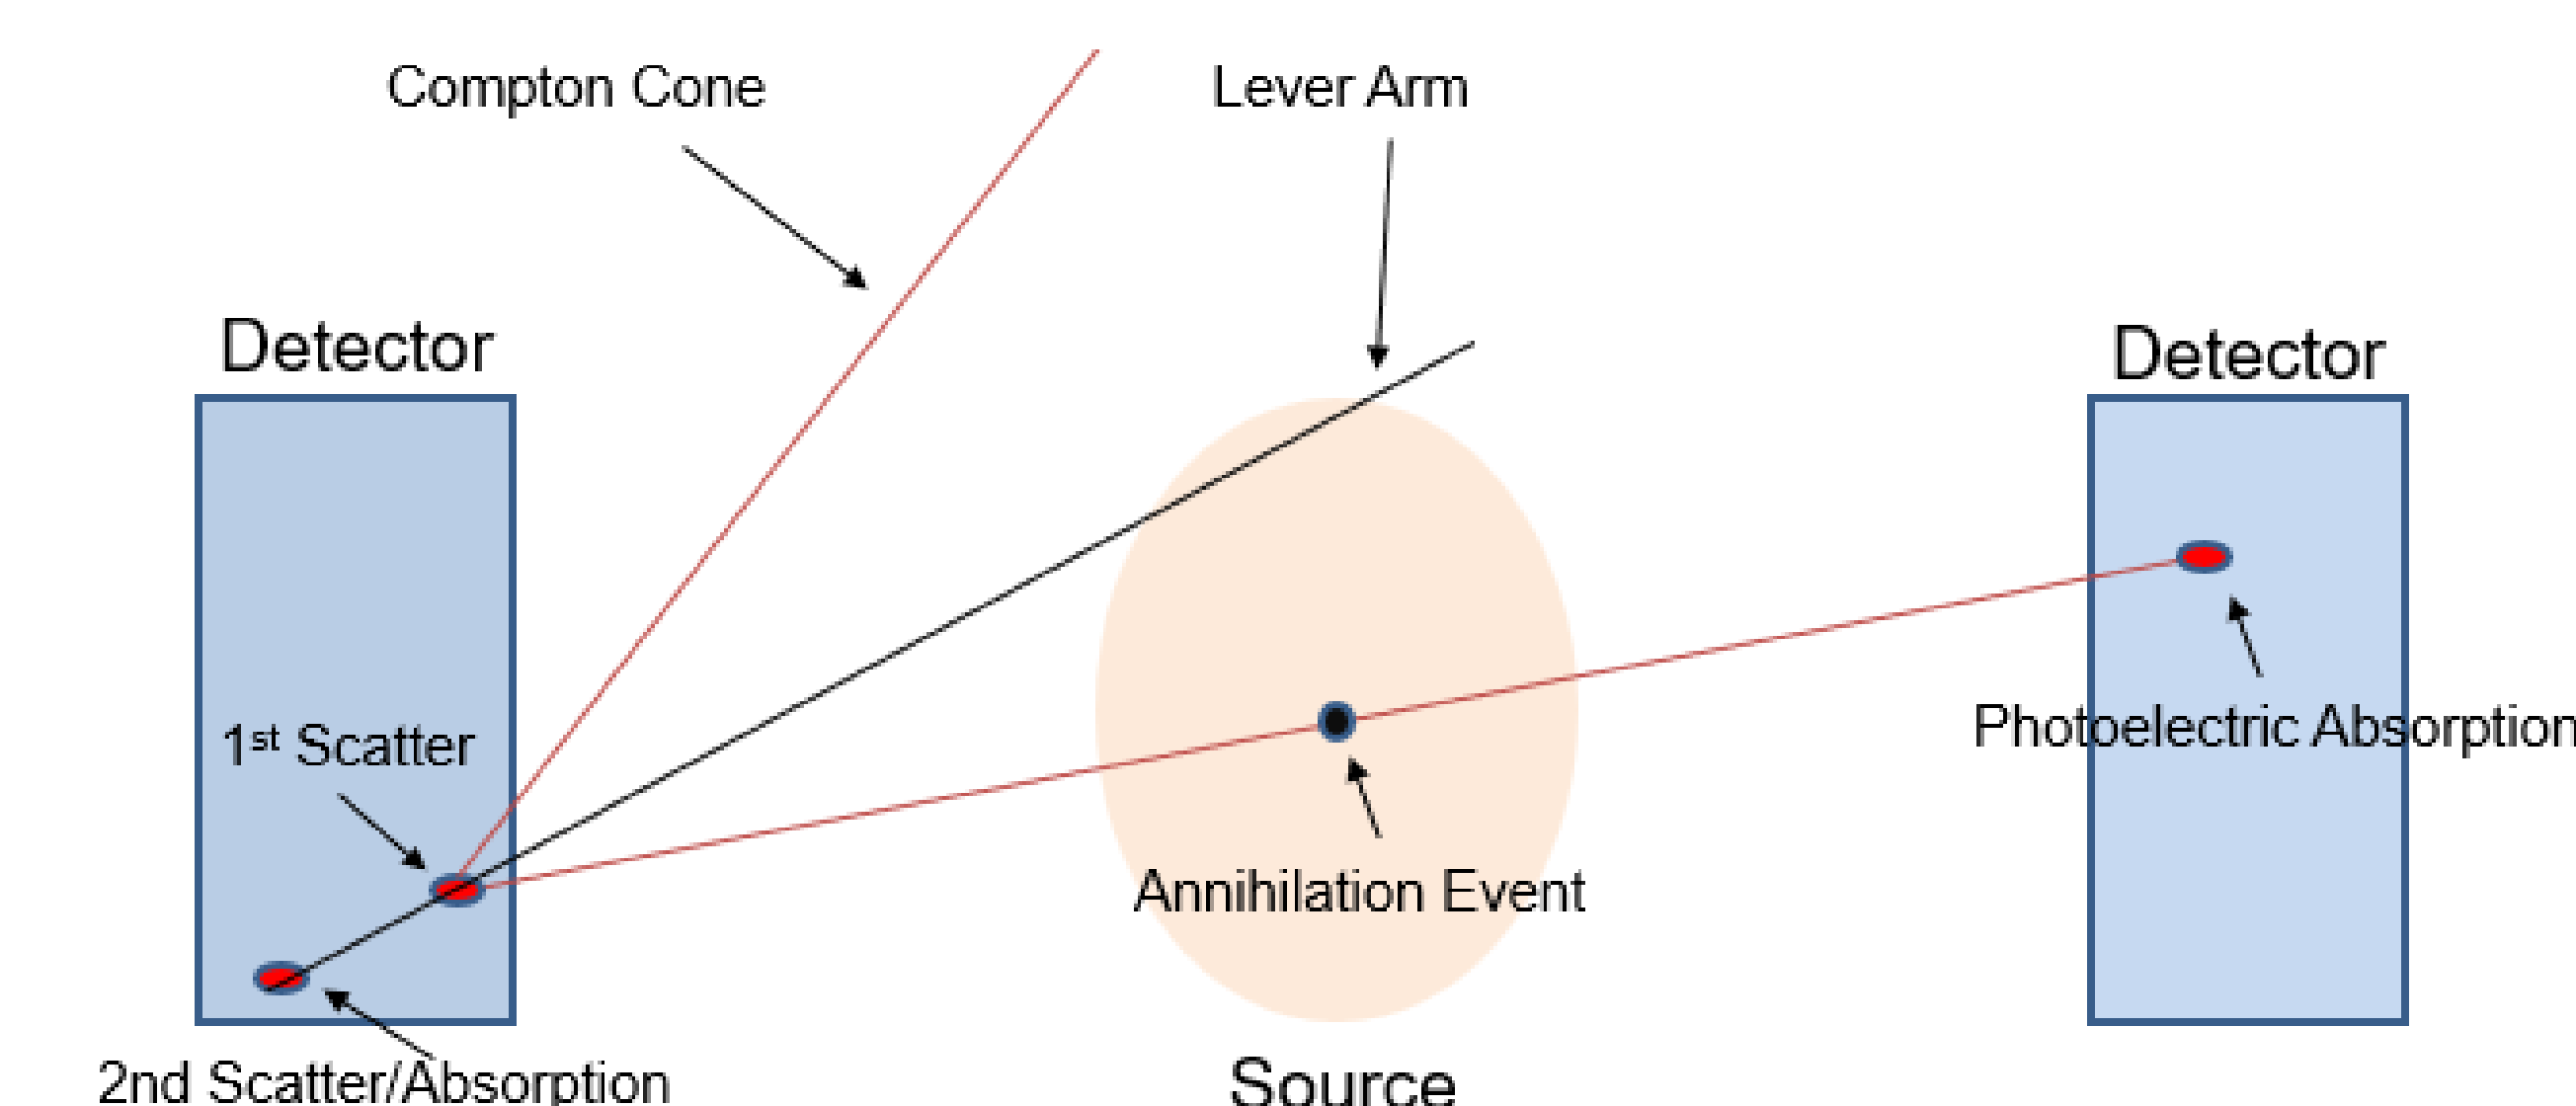 Compton Cone
Lever Arm
Detector
Detector
1st Scatter
Photoelectric Absorption
Annihilation Event
2nd Scatter/Absorption
Source